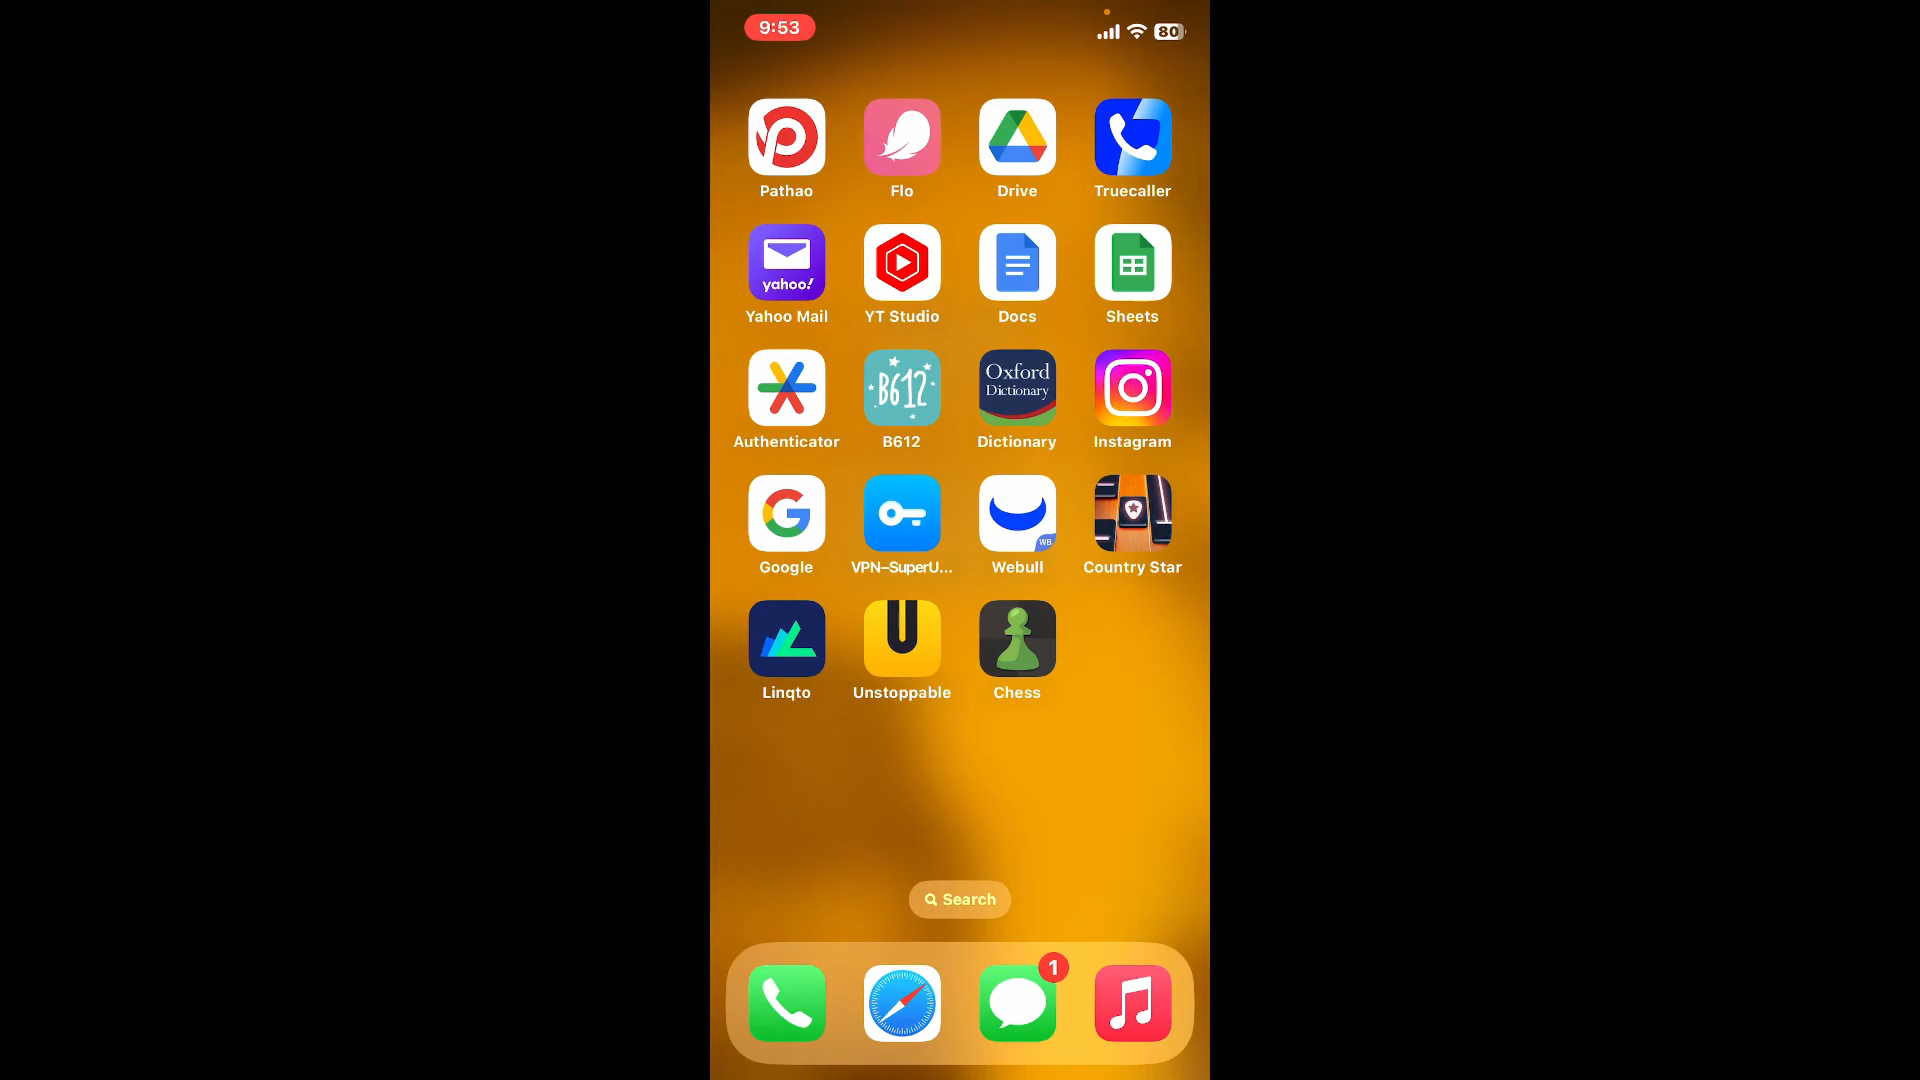 9:53
80
Pathao
Flo
Drive
Truecaller
yahoo!
Yahoo Mail
YT Studio
Docs
Sheets
B612
Oxford
Dictionary
Authenticator
B612
Dictionary
Instagram
G
WB
Google
VPN–SuperU...
Webull
Country Star
U
Linqto
Unstoppable
Chess
Search
1